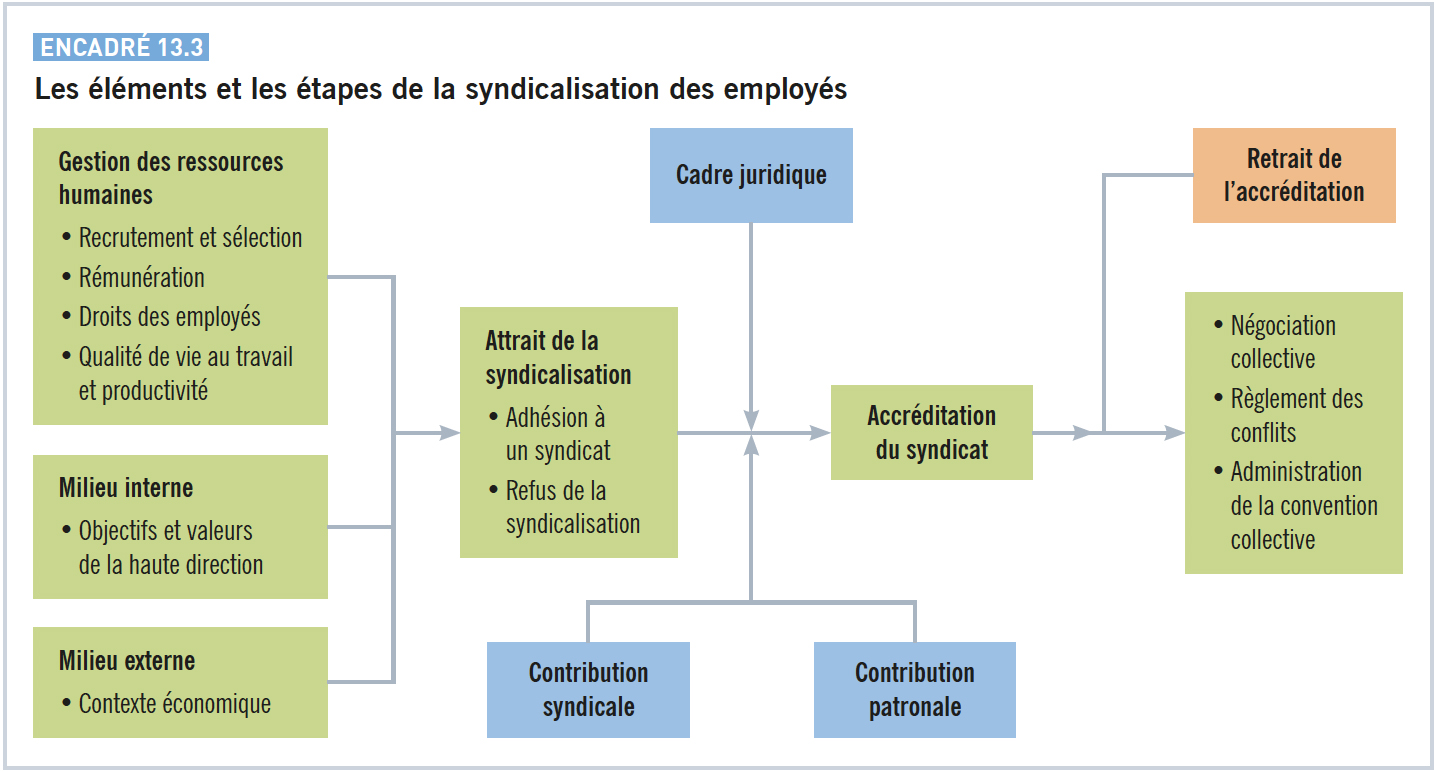 ENCADRÉ 13.3
Les éléments et les étapes de la syndicalisation des employés
Gestion des ressources
humaines
• Recrutement et sélection
• Rémunération
• Droits des employés
• Qualité de vie au travail
et productivité
Milieu interne
• Objectifs et valeurs
de la haute direction
Milieu externe
• Contexte économique
Attrait de la
syndicalisation
• Adhésion à
un syndicat
• Refus de la
syndicalisation
Cadre juridique
Contribution
syndicale
Contribution
patronale
Accréditation
du syndicat
Retrait de
l'accréditation
• Négociation
collective
• Règlement des
conflits
• Administration
de la convention
collective